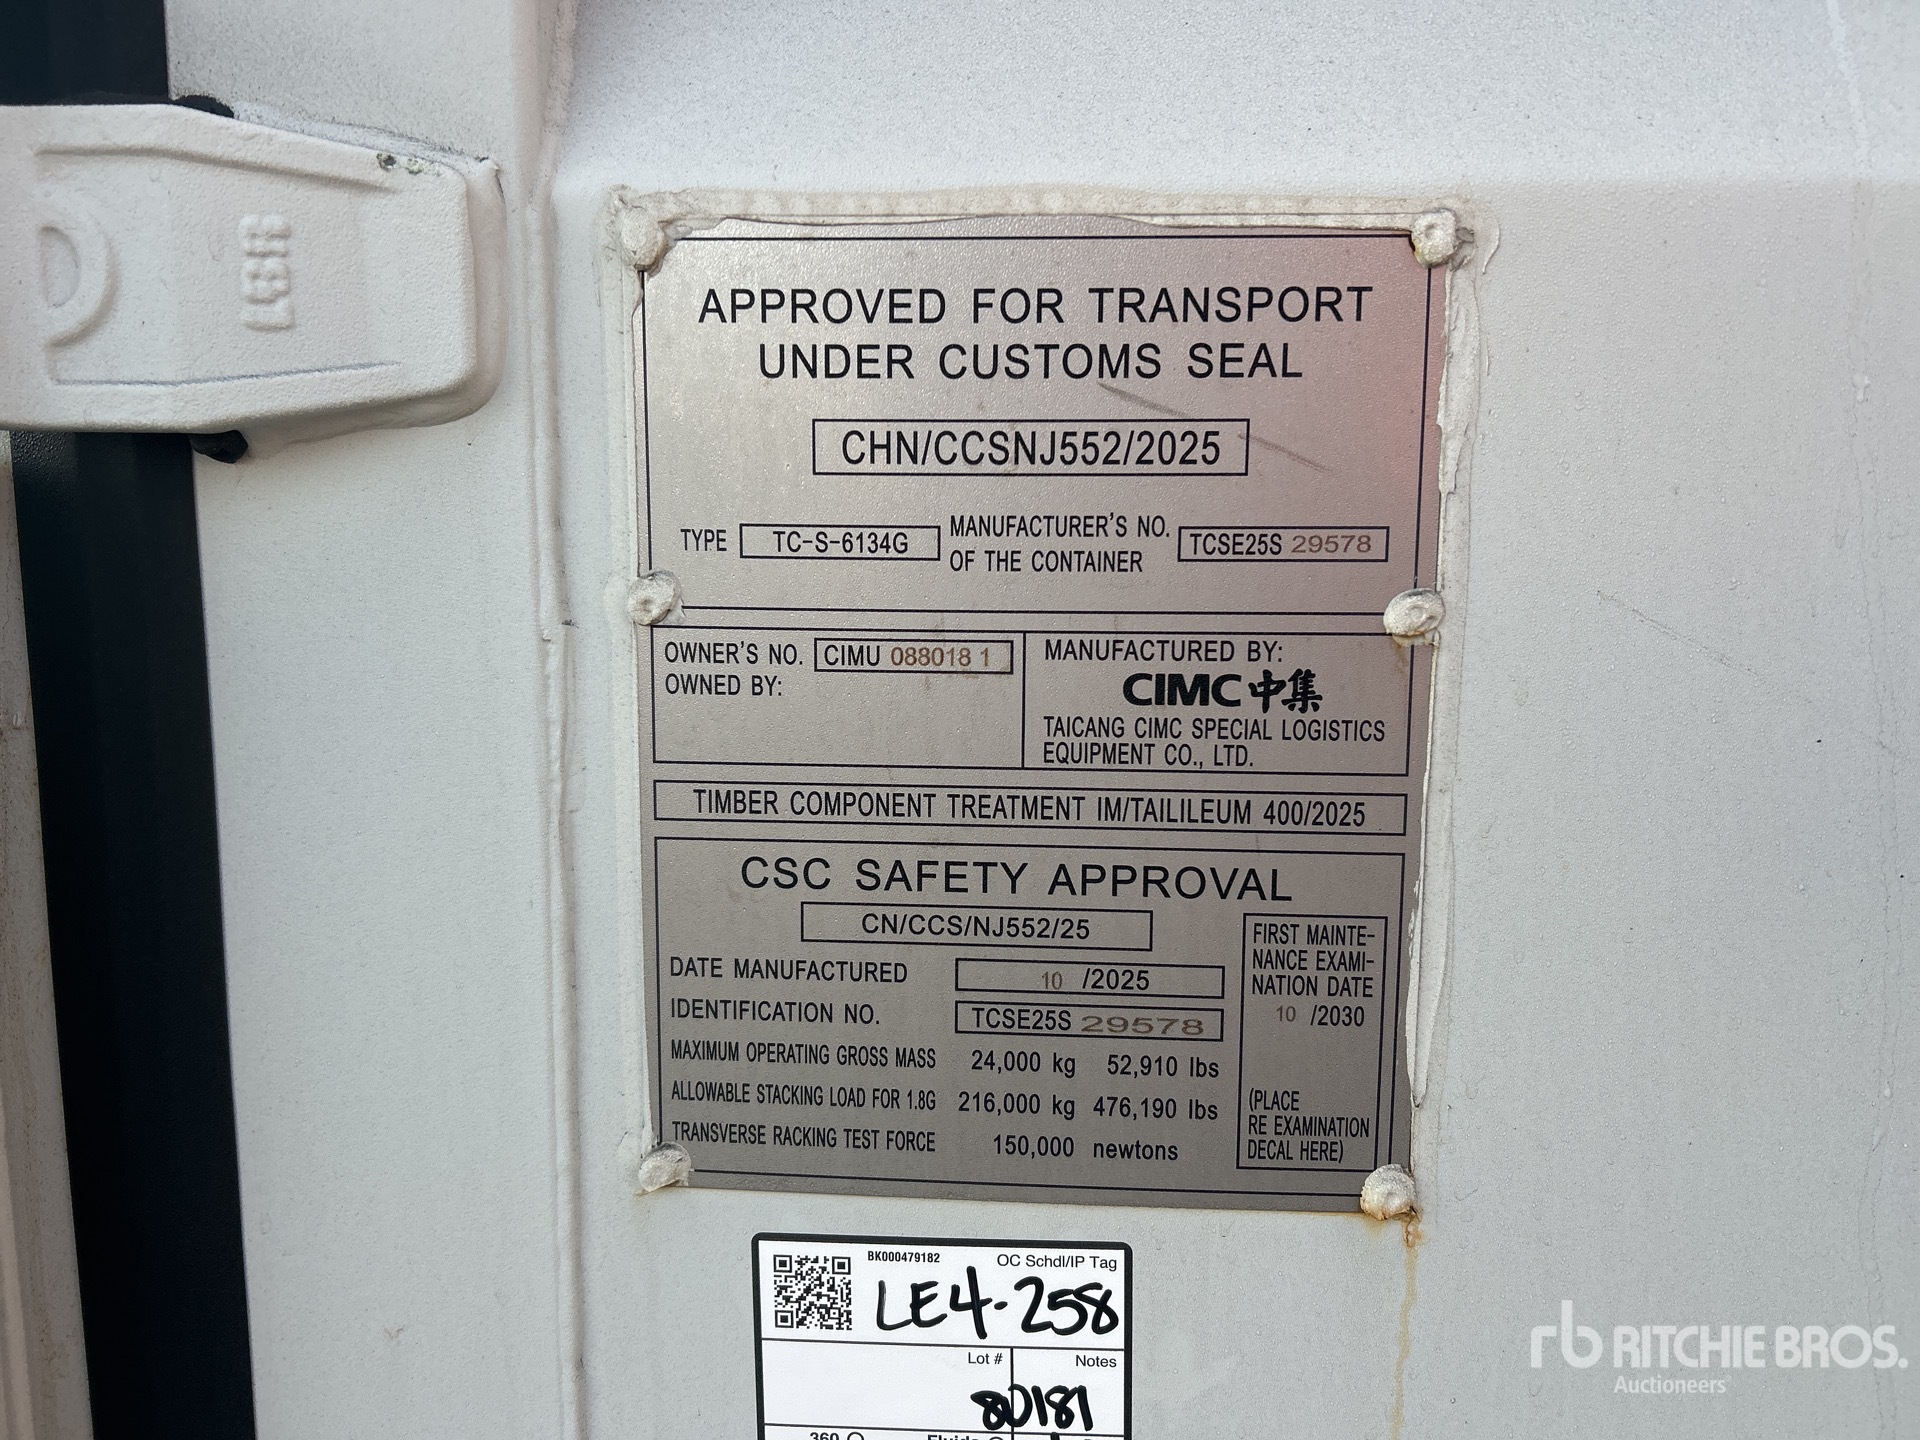 APPROVED FOR TRANSPORT
UNDER CUSTOMS SEAL
CHN/CCSNJ552/2025
TYPE TC-S-6134G MANUFACTURER'S NO. OF THE CONTAINER TCSE25S 29578
OWNER'S NO. CIMU 088018 1
OWNED BY:
MANUFACTURED BY:
CIMC中集
TAICANG CIMC SPECIAL LOGISTICS
EQUIPMENT CO., LTD.
TIMBER COMPONENT TREATMENT IM/TAILILEUM 400/2025
CSC SAFETY APPROVAL
CN/CCS/NJ552/25
DATE MANUFACTURED 10 /2025
IDENTIFICATION NO. TCSE25S 29578
MAXIMUM OPERATING GROSS MASS 24,000 kg 52,910 lbs
ALLOWABLE STACKING LOAD FOR 1.8G 216,000 kg 476,190 lbs
TRANSVERSE RACKING TEST FORCE 150,000 newtons
FIRST MAINTE-
NANCE EXAMI-
NATION DATE
10 /2030
(PLACE
RE EXAMINATION
DECAL HERE)
BK000479182 OC Schdl/IP Tag
LE4-258
Lot # Notes
80181
360 Fluids
rb RITCHIE BROS.
Auctioneers